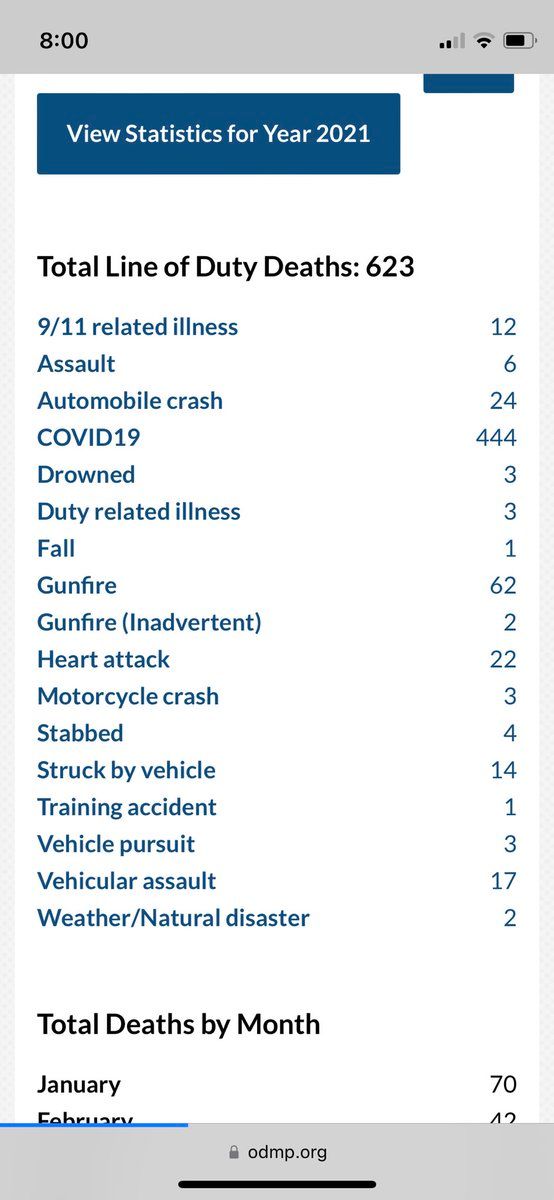 8:00
View Statistics for Year 2021
Total Line of Duty Deaths: 623
9/11 related illness 12
Assault 6
Automobile crash 24
COVID19 444
Drowned 3
Duty related illness 3
Fall 1
Gunfire 62
Gunfire (Inadvertent) 2
Heart attack 22
Motorcycle crash 3
Stabbed 4
Struck by vehicle 14
Training accident 1
Vehicle pursuit 3
Vehicular assault 17
Weather/Natural disaster 2
Total Deaths by Month
January 70
February 42
odmp.org